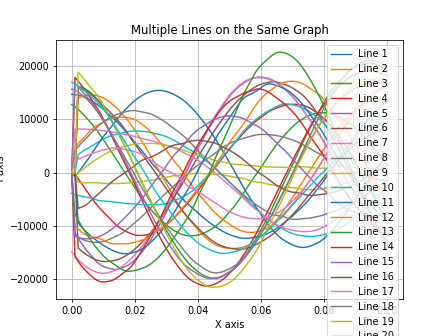 Multiple Lines on the Same Graph
20000
10000
0
−10000
−20000
0.00
0.02
0.04
0.06
0.08
X axis
axis
Line 1
Line 2
Line 3
Line 4
Line 5
Line 6
Line 7
Line 8
Line 9
Line 10
Line 11
Line 12
Line 13
Line 14
Line 15
Line 16
Line 17
Line 18
Line 19
Line 20